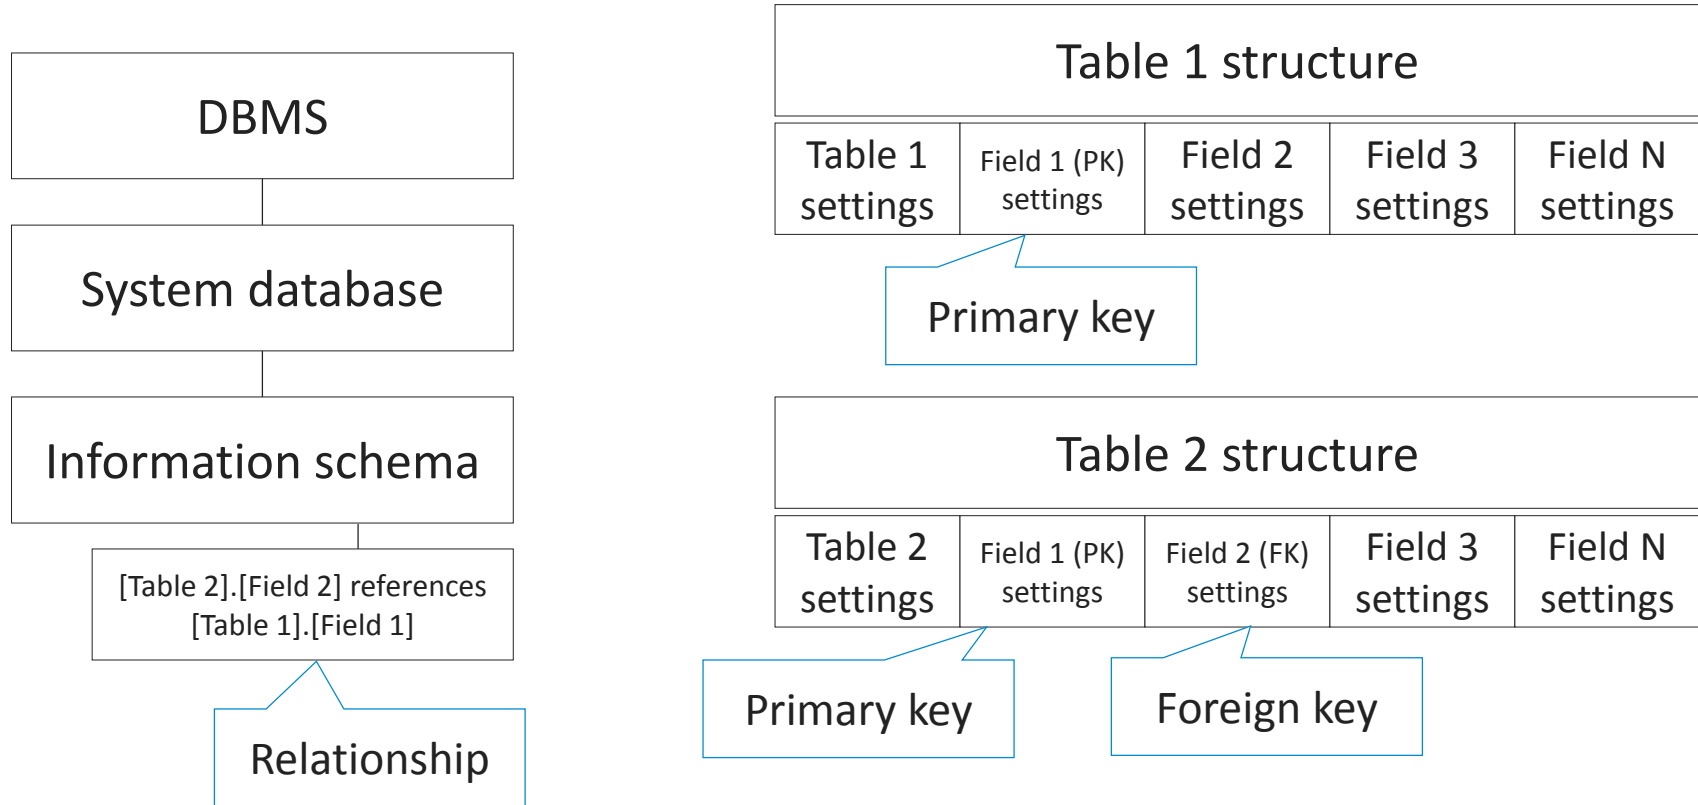 DBMS
System database
Information schema
[Table 2].[Field 2] references
[Table 1].[Field 1]
Relationship
Table 1 structure
Table 1
settings
Field 1 (PK)
settings
Field 2
settings
Field 3
settings
Field N
settings
Primary key
Table 2 structure
Table 2
settings
Field 1 (PK)
settings
Field 2 (FK)
settings
Field 3
settings
Field N
settings
Primary key
Foreign key